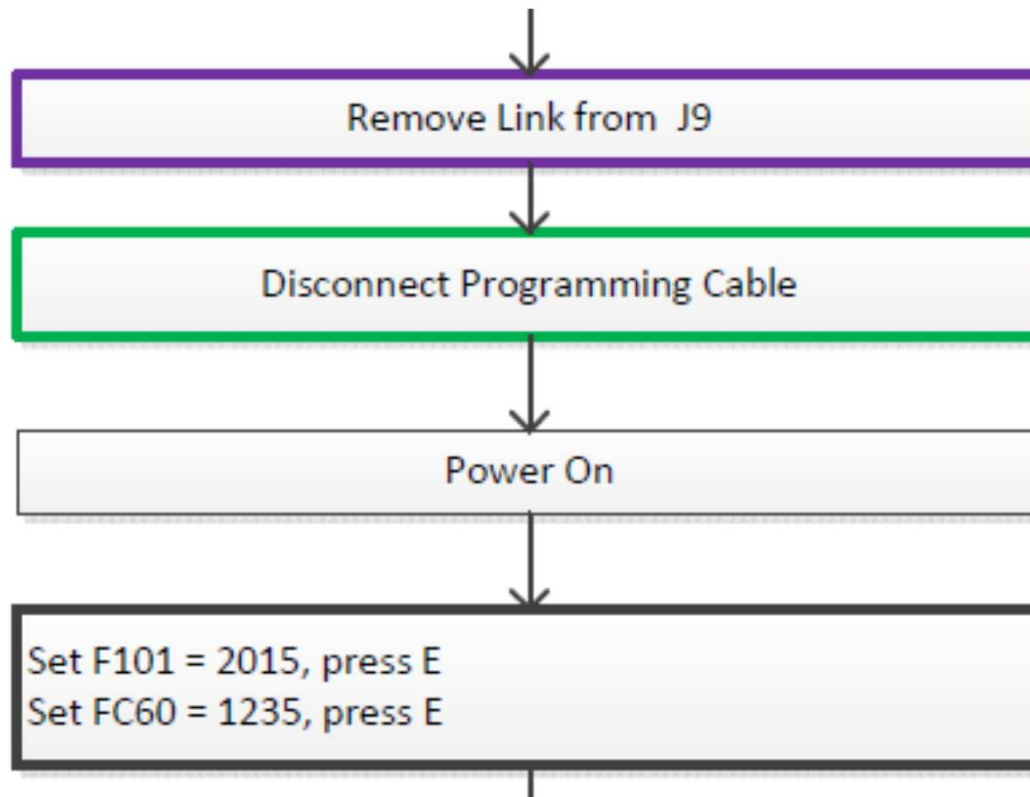 Remove Link from J9
Disconnect Programming Cable
Power On
Set F101 = 2015, press E
Set FC60 = 1235, press E